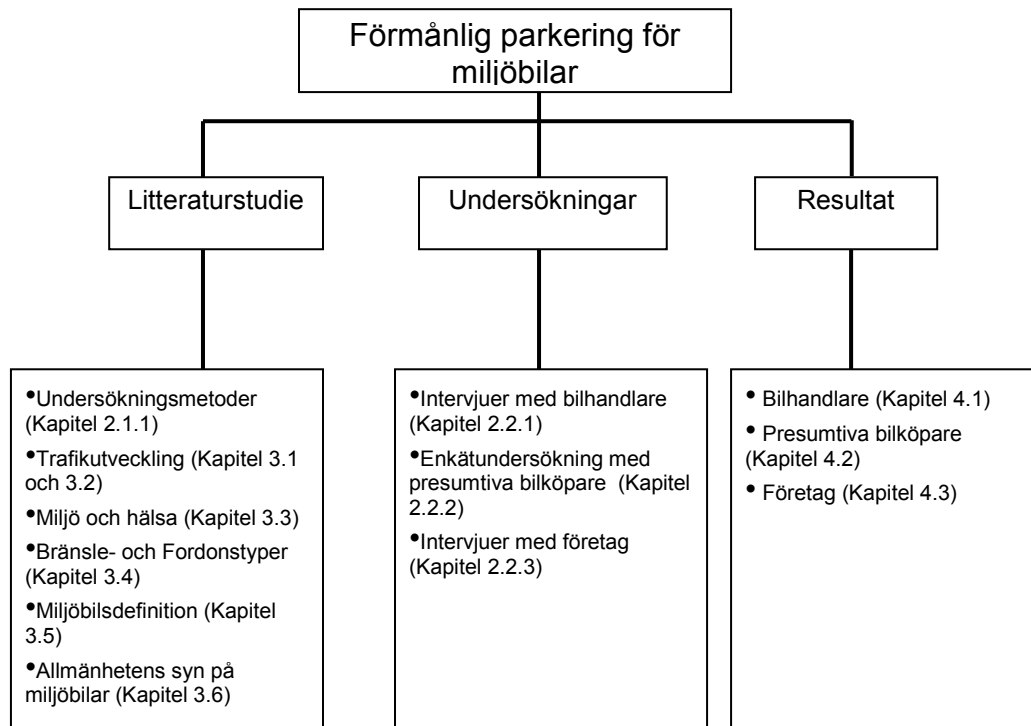 Förmånlig parkering för
miljöbilar
Litteraturstudie
Undersökningar
Resultat
•Undersökningsmetoder
(Kapitel 2.1.1)
•Trafikutveckling (Kapitel 3.1
och 3.2)
•Miljö och hälsa (Kapitel 3.3)
•Bränsle- och Fordonstyper
(Kapitel 3.4)
•Miljöbilsdefinition (Kapitel
3.5)
•Allmänhetens syn på
miljöbilar (Kapitel 3.6)
•Intervjuer med bilhandlare
(Kapitel 2.2.1)
•Enkätundersökning med
presumtiva bilköpare (Kapitel
2.2.2)
•Intervjuer med företag
(Kapitel 2.2.3)
• Bilhandlare (Kapitel 4.1)
• Presumtiva bilköpare
(Kapitel 4.2)
• Företag (Kapitel 4.3)